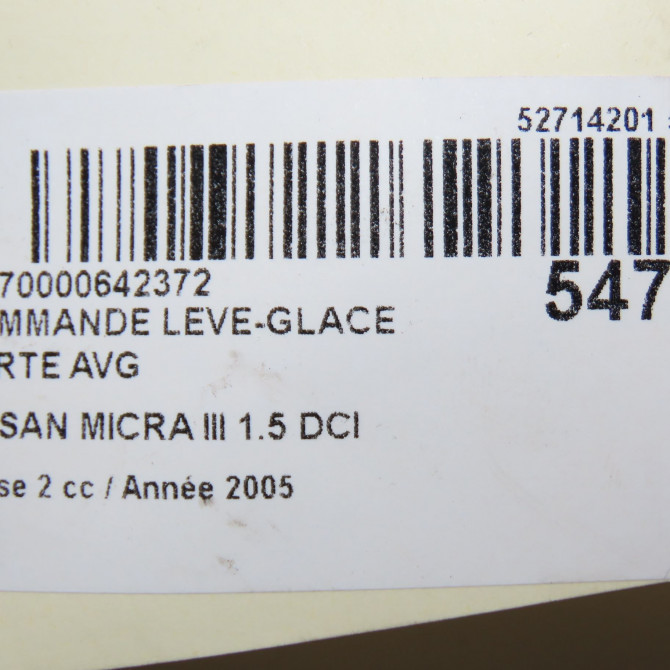 52714201
70000642372
547
MMANDE LEVE-GLACE
RTE AVG
SAN MICRA III 1.5 DCI
se 2 cc / Année 2005